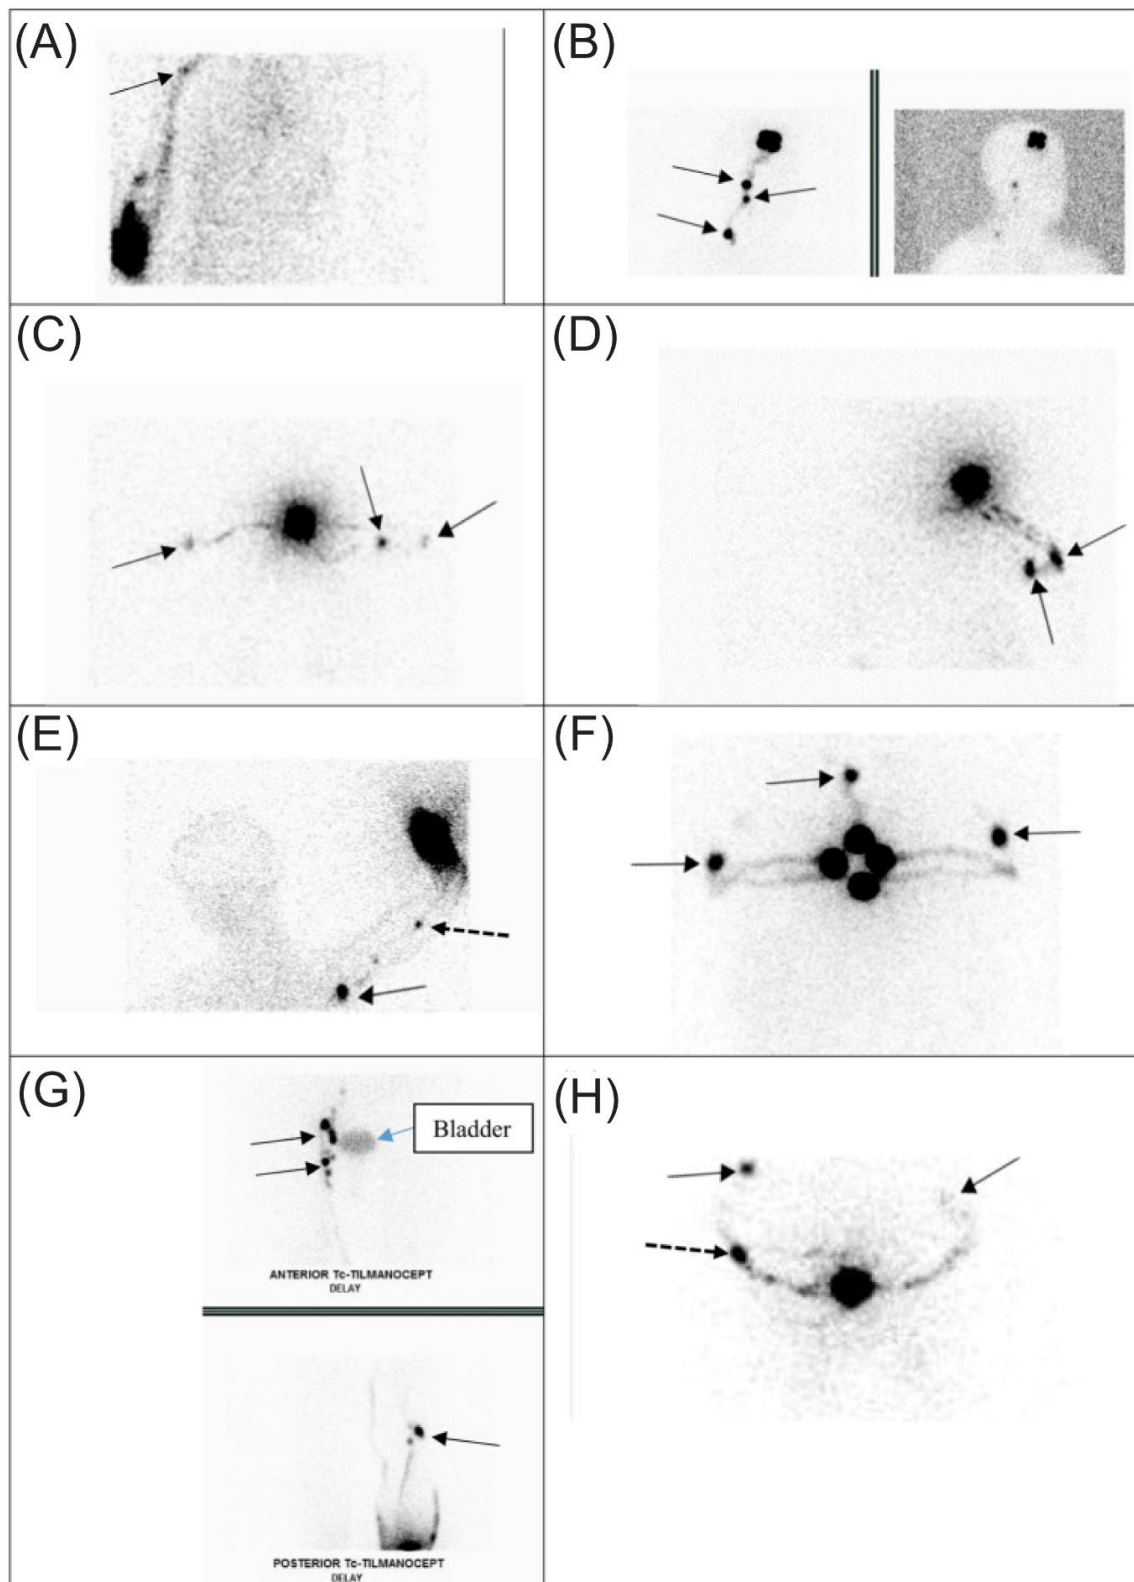 (A)
(B)
(C)
(D)
(E)
(F)
(G)
Bladder
ANTERIOR Tc-TILMANOCEPT
DELAY
POSTERIOR Tc-TILMANOCEPT
DELAY
(H)